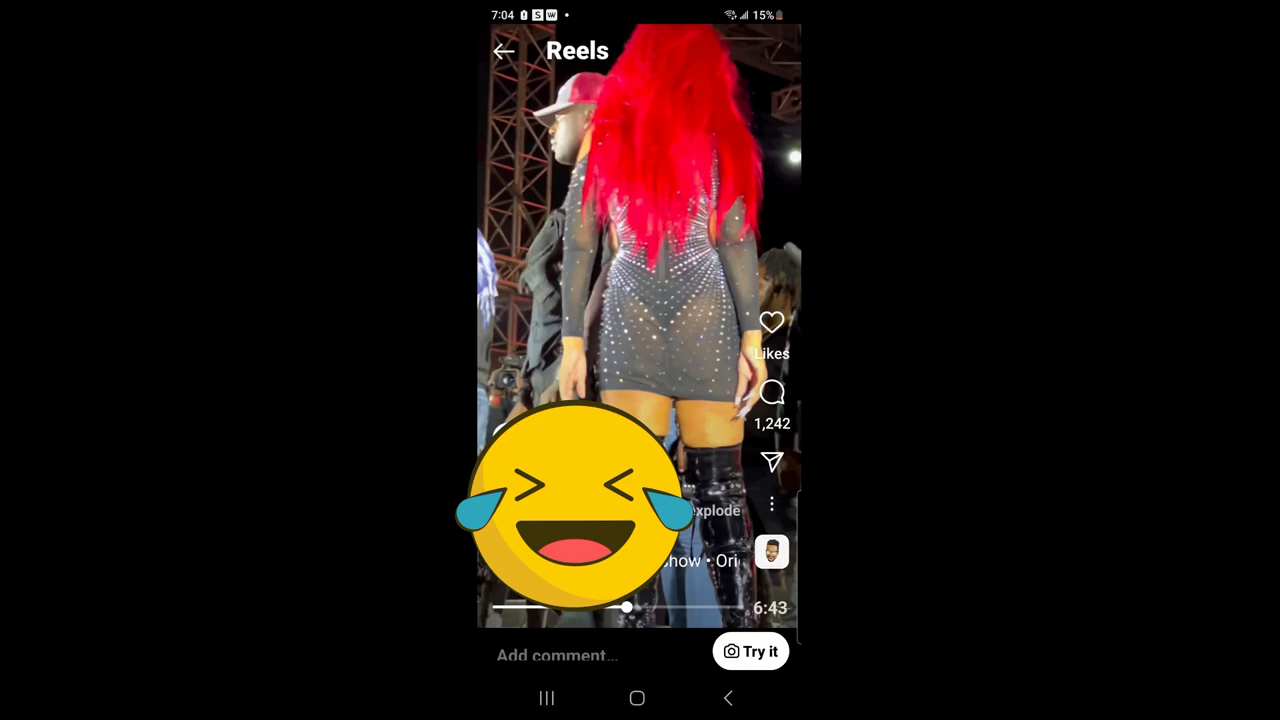 7:04 S W 15%
Reels
Likes
1,242
explode
show • Ori
6:43
Add comment...
Try it